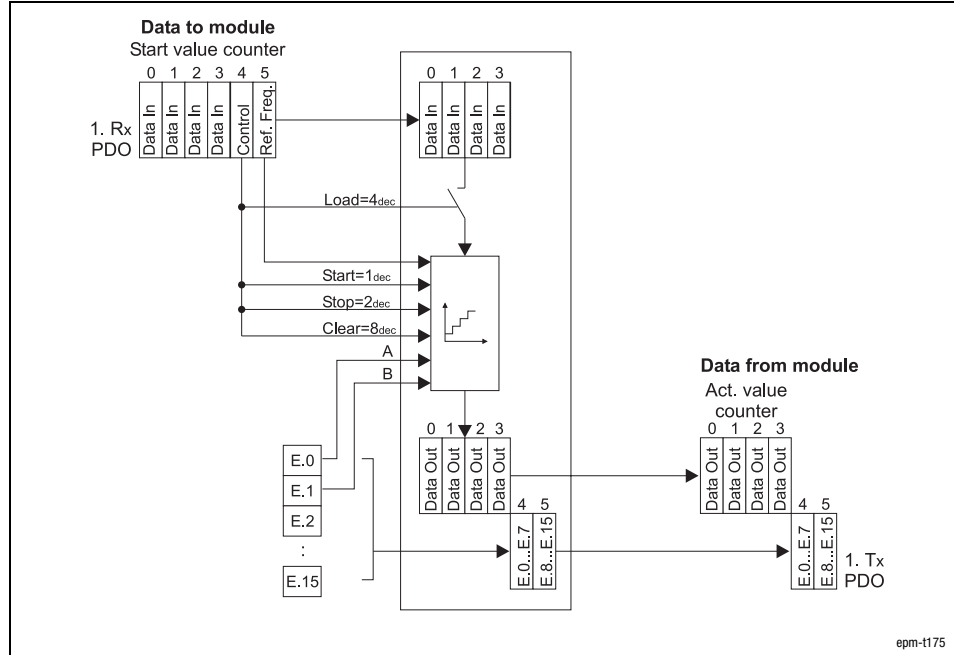 Data to module
Start value counter
0 1 2 3 4 5
Data In
Data In
Data In
Data In
Control
Ref. Freq.
1. Rx
PDO
0 1 2 3
Data In
Data In
Data In
Data In
Load=4dec
Start=1dec
Stop=2dec
Clear=8dec
A
B
Data from module
Act. value
counter
0 1 2 3
Data Out
Data Out
Data Out
Data Out
0 1 2 3
Data Out
Data Out
Data Out
Data Out
E.0
E.1
E.2
:
E.15
4 5
E.0...E.7
E.8...E.15
4 5
E.0...E.7
E.8...E.15
1. Tx
PDO
epm-t175